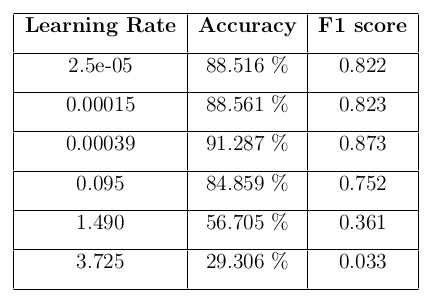 Learning Rate Accuracy F1 score
2.5e-05 88.516 % 0.822
0.00015 88.561 % 0.823
0.00039 91.287 % 0.873
0.095 84.859 % 0.752
1.490 56.705 % 0.361
3.725 29.306 % 0.033